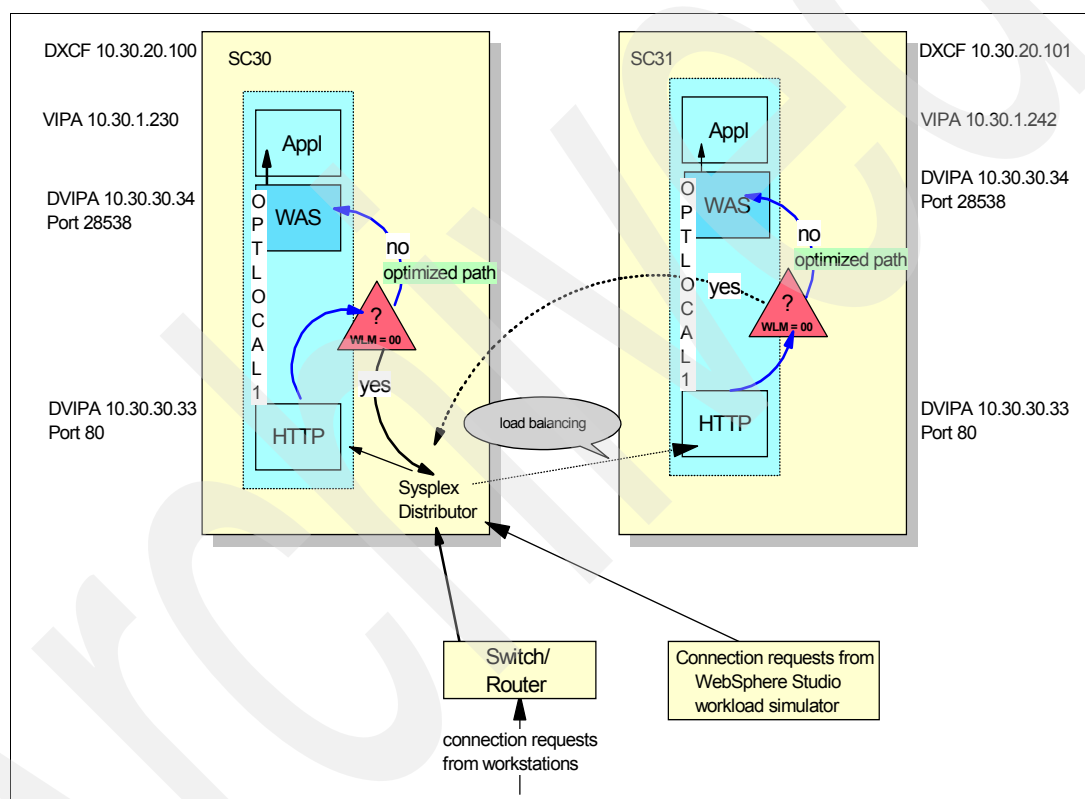 DXCF 10.30.20.100
SC30
SC31
DXCF 10.30.20.101
VIPA 10.30.1.230
Appl
Appl
VIPA 10.30.1.242
DVIPA 10.30.30.34
Port 28538
OPTLOCAL1
WAS
OPTLOCAL1
WAS
DVIPA 10.30.30.34
Port 28538
no
optimized path
no
optimized path
?
WLM = 00
yes
yes
?
WLM = 00
DVIPA 10.30.30.33
Port 80
HTTP
load balancing
HTTP
DVIPA 10.30.30.33
Port 80
Sysplex
Distributor
Switch/
Router
Connection requests from
WebSphere Studio
workload simulator
connection requests
from workstations